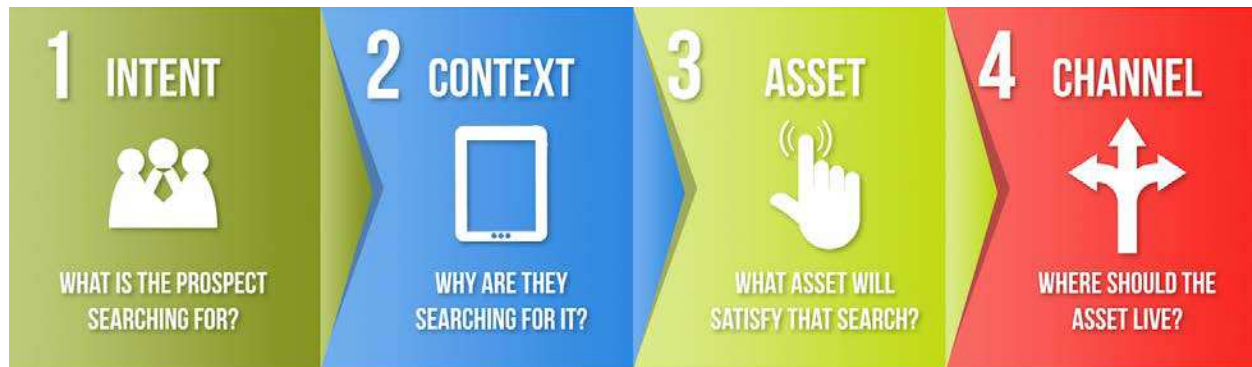 1 INTENT
WHAT IS THE PROSPECT
SEARCHING FOR?
2 CONTEXT
WHY ARE THEY
SEARCHING FOR IT?
3 ASSET
WHAT ASSET WILL
SATISFY THAT SEARCH?
4 CHANNEL
WHERE SHOULD THE
ASSET LIVE?